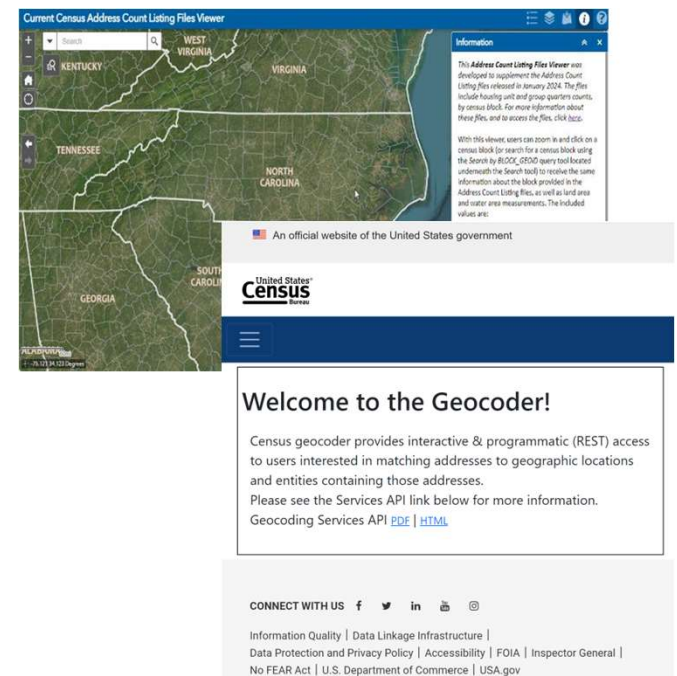 Current Census Address Count Listing Files Viewer
Search
WEST
VIRGINIA
KENTUCKY
VIRGINIA
TENNESSEE
NORTH
CAROLINA
SOUTH
CAROLI
GEORGIA
ALABAMA
-79.121 34.123 Degrees
Information
This Address Count Listing Files Viewer was
developed to supplement the Address Count
Listing files released in January 2024. The files
include housing unit and group quarters counts,
by census block. For more information about
these files, and to access the files, click here.
With this viewer, users can zoom in and click on a
census block (or search for a census block using
the Search by BLOCK_GEOID query tool located
underneath the Search tool) to receive the same
information about the block provided in the
Address Count Listing files, as well as land area
and water area measurements. The included
values are:
An official website of the United States government
United States®
Census
Bureau
Welcome to the Geocoder!
Census geocoder provides interactive & programmatic (REST) access
to users interested in matching addresses to geographic locations
and entities containing those addresses.
Please see the Services API link below for more information.
Geocoding Services API PDF | HTML
CONNECT WITH US
Information Quality | Data Linkage Infrastructure |
Data Protection and Privacy Policy | Accessibility | FOIA | Inspector General |
No FEAR Act | U.S. Department of Commerce | USA.gov